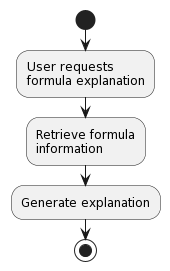 User requests
formula explanation
Retrieve formula
information
Generate explanation